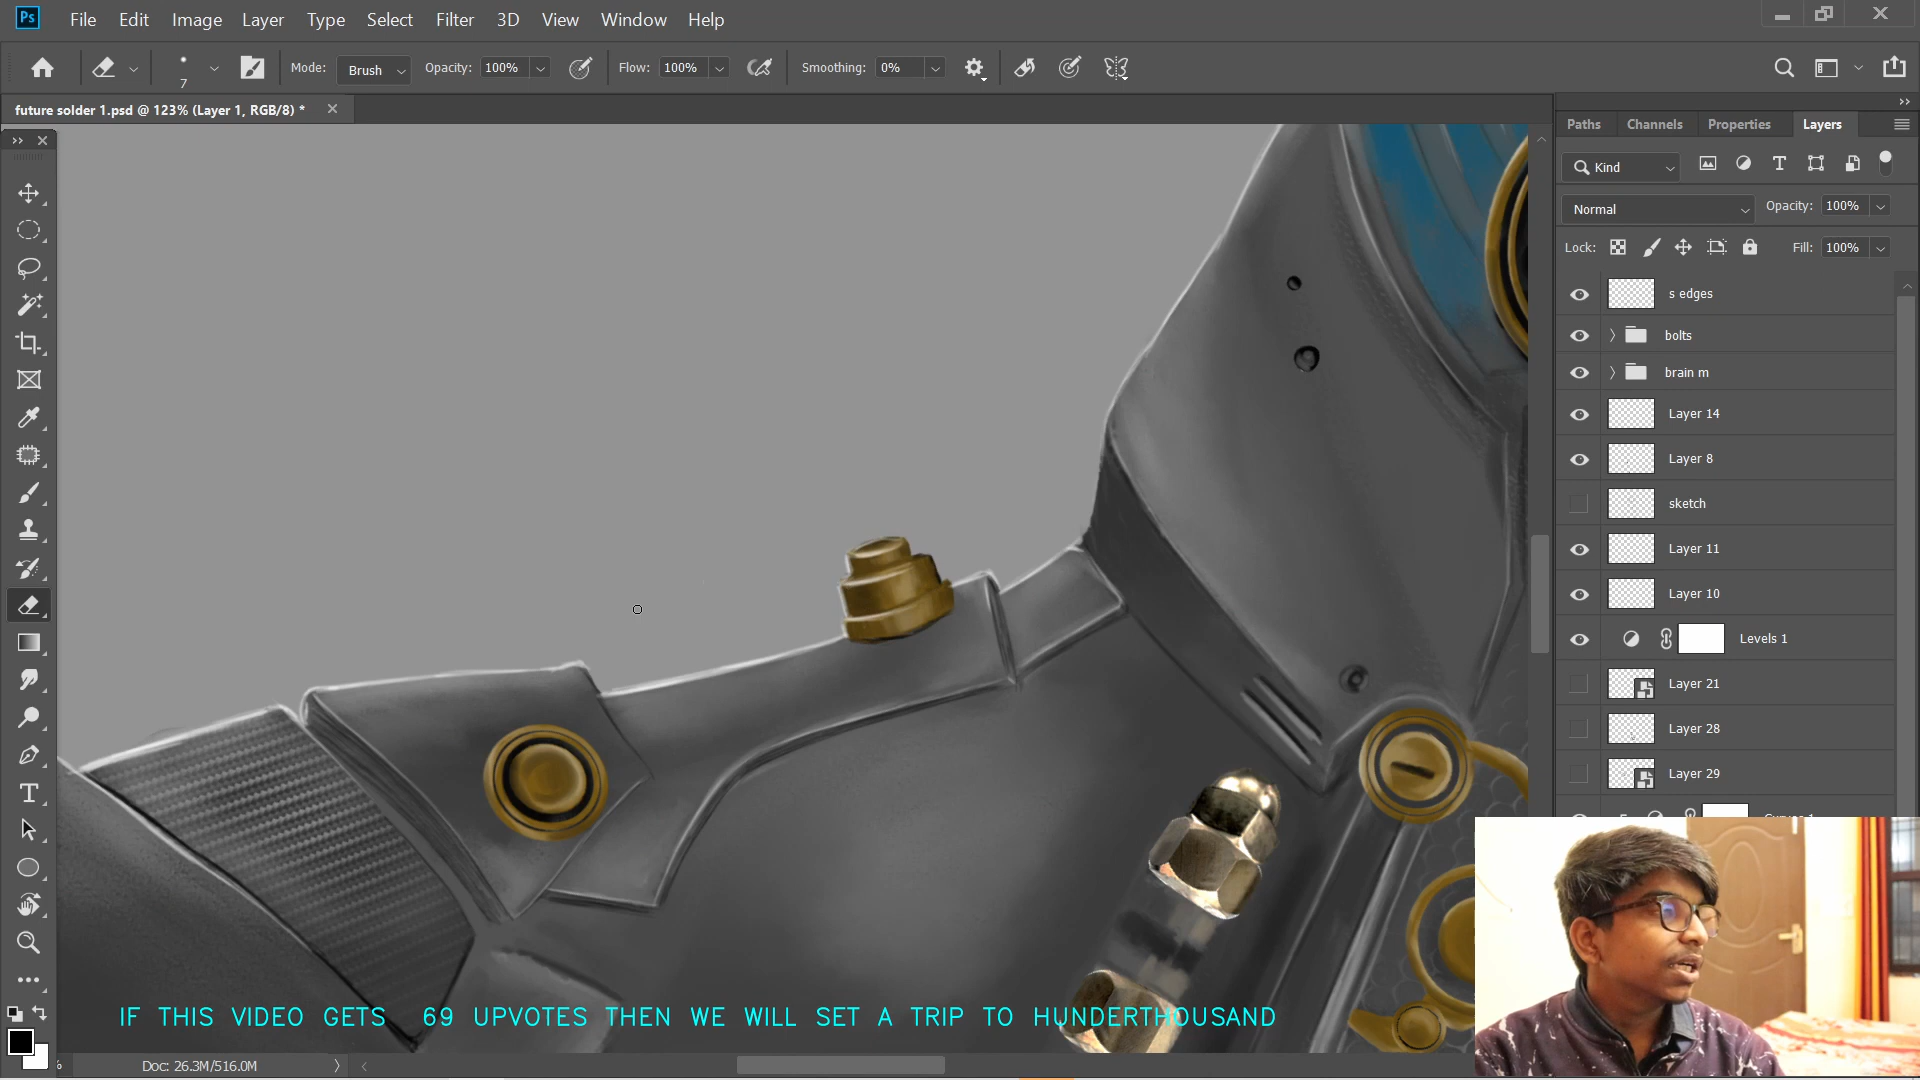 Ps File Edit Image Layer Type Select Filter 3D View Window Help
7 Mode: Brush Opacity: 100% Flow: 100% Smoothing: 0%
future solder 1.psd @ 123% (Layer 1, RGB/8) *
Paths Channels Properties Layers
Kind
Normal Opacity: 100%
Lock: Fill: 100%
s edges
bolts
brain m
Layer 14
Layer 8
sketch
Layer 11
Layer 10
Levels 1
Layer 21
Layer 28
Layer 29
IF THIS VIDEO GETS 69 UPVOTES THEN WE WILL SET A TRIP TO HUNDERTHOUSAND
% Doc: 26.3M/516.0M